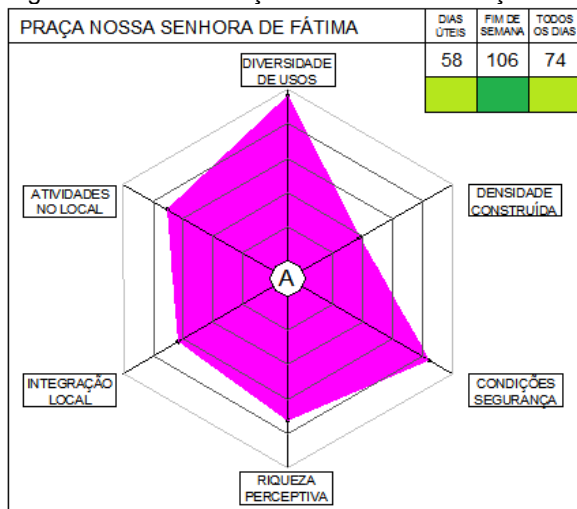 PRAÇA NOSSA SENHORA DE FÁTIMA
DIAS
ÚTEIS
FIM DE
SEMANA
TODOS
OS DIAS
58
106
74
DIVERSIDADE
DE USOS
ATIVIDADES
NO LOCAL
DENSIDADE
CONSTRUÍDA
A
INTEGRAÇÃO
LOCAL
CONDIÇÕES
SEGURANÇA
RIQUEZA
PERCEPTIVA